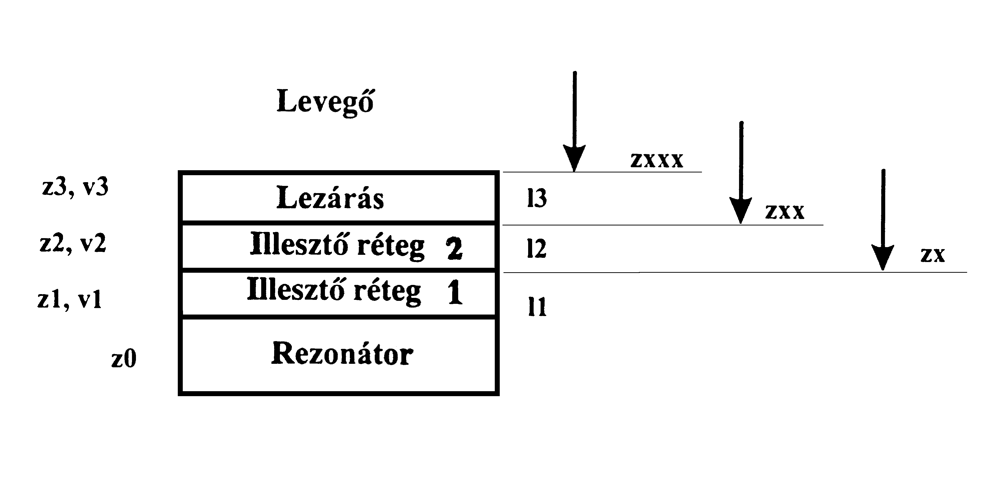 Levegő
zxxx
z3, v3
Lezárás
l3
zxx
z2, v2
Illesztő réteg 2
l2
zx
z1, v1
Illesztő réteg 1
l1
z0
Rezonátor